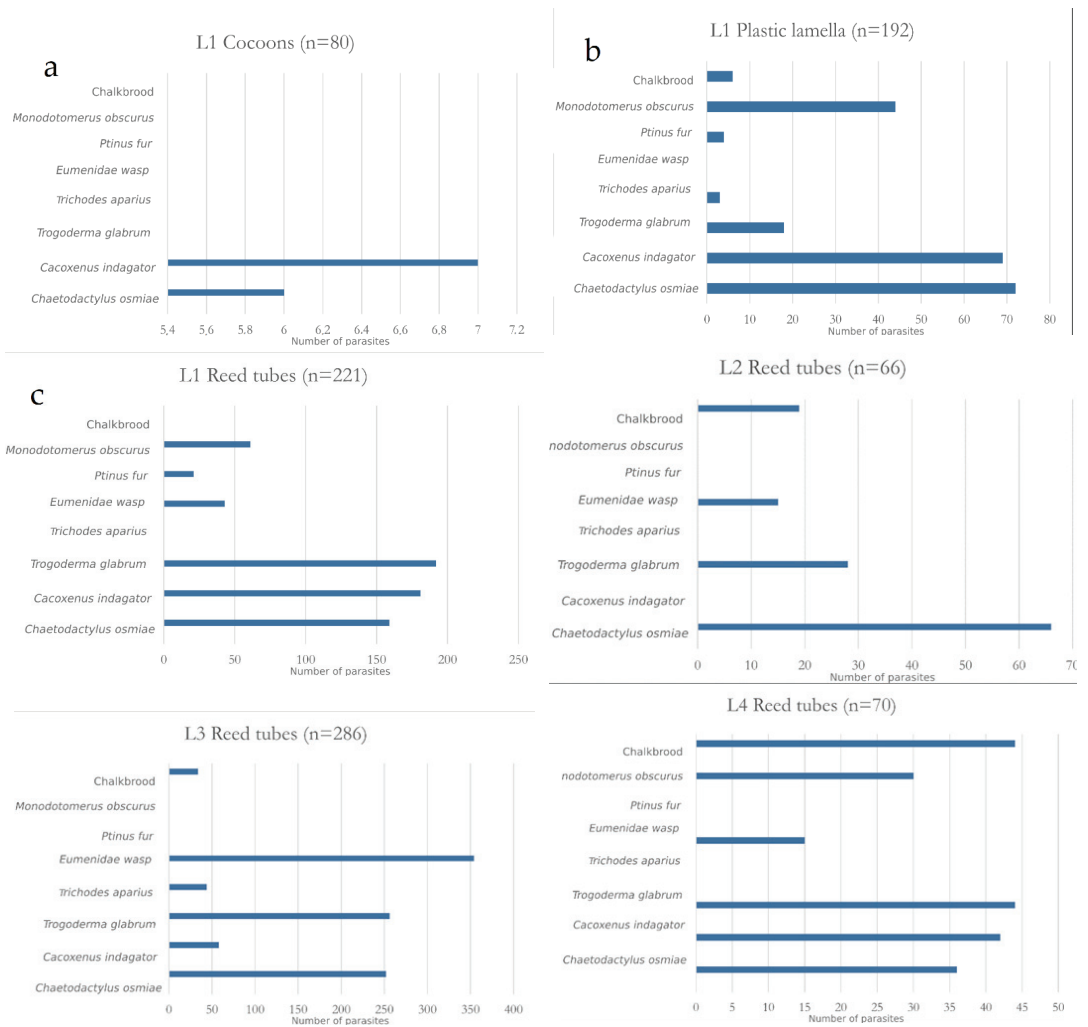 L1 Cocoons (n=80)
a
Chalkbrood
Monodotomerus obscurus
Ptinus fur
Eumenidae wasp
Trichodes aparius
Trogoderma glabrum
Cacoxenus indagator
Chaetodactylus osmiae
5,4 5,6 5,8 6 6,2 6,4 6,6 6,8 7 7,2
Number of parasites
L1 Plastic lamella (n=192)
b
Chalkbrood
Monodotomerus obscurus
Ptinus fur
Eumenidae wasp
Trichodes aparius
Trogoderma glabrum
Cacoxenus indagator
Chaetodactylus osmiae
0 10 20 30 40 50 60 70 80
Number of parasites
L1 Reed tubes (n=221)
c
Chalkbrood
Monodotomerus obscurus
Ptinus fur
Eumenidae wasp
Trichodes aparius
Trogoderma glabrum
Cacoxenus indagator
Chaetodactylus osmiae
0 50 100 150 200 250
Number of parasites
L2 Reed tubes (n=66)
Chalkbrood
nodotomerus obscurus
Ptinus fur
Eumenidae wasp
Trichodes aparius
Trogoderma glabrum
Cacoxenus indagator
Chaetodactylus osmiae
0 10 20 30 40 50 60 70
Number of parasites
L3 Reed tubes (n=286)
Chalkbrood
Monodotomerus obscurus
Ptinus fur
Eumenidae wasp
Trichodes aparius
Trogoderma glabrum
Cacoxenus indagator
Chaetodactylus osmiae
0 50 100 150 200 250 300 350 400
Number of parasites
L4 Reed tubes (n=70)
Chalkbrood
nodotomerus obscurus
Ptinus fur
Eumenidae wasp
Trichodes aparius
Trogoderma glabrum
Cacoxenus indagator
Chaetodactylus osmiae
0 5 10 15 20 25 30 35 40 45 50
Number of parasites